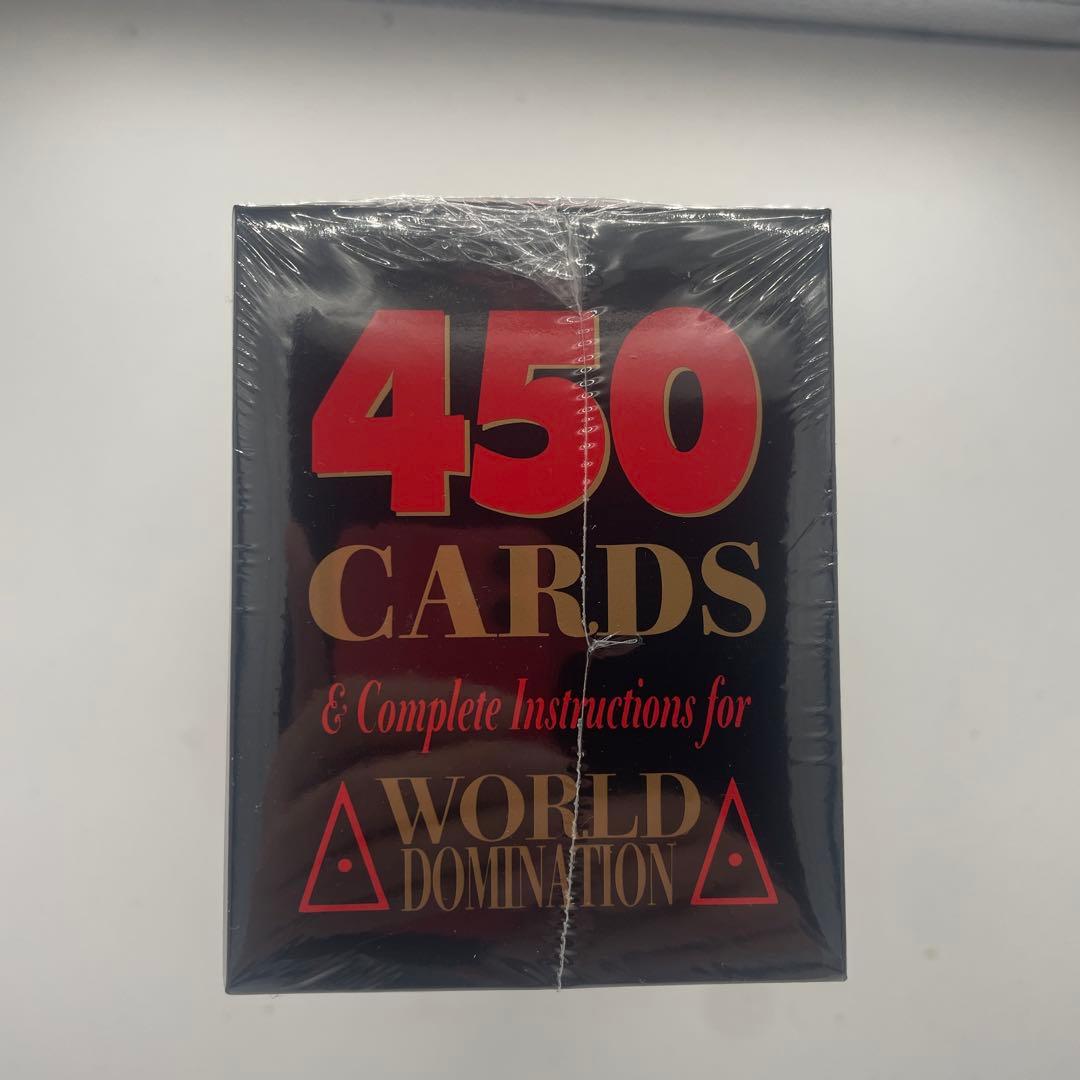 450
CARDS
& Complete Instructions for
WORLD
DOMINATION